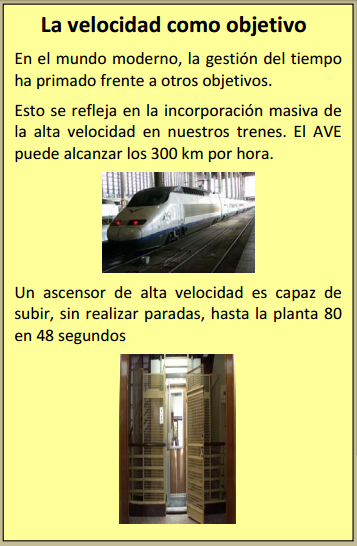 La velocidad como objetivo
En el mundo moderno, la gestión del tiempo
ha primado frente a otros objetivos.
Esto se refleja en la incorporación masiva de
la alta velocidad en nuestros trenes. El AVE
puede alcanzar los 300 km por hora.
Un ascensor de alta velocidad es capaz de
subir, sin realizar paradas, hasta la planta 80
en 48 segundos